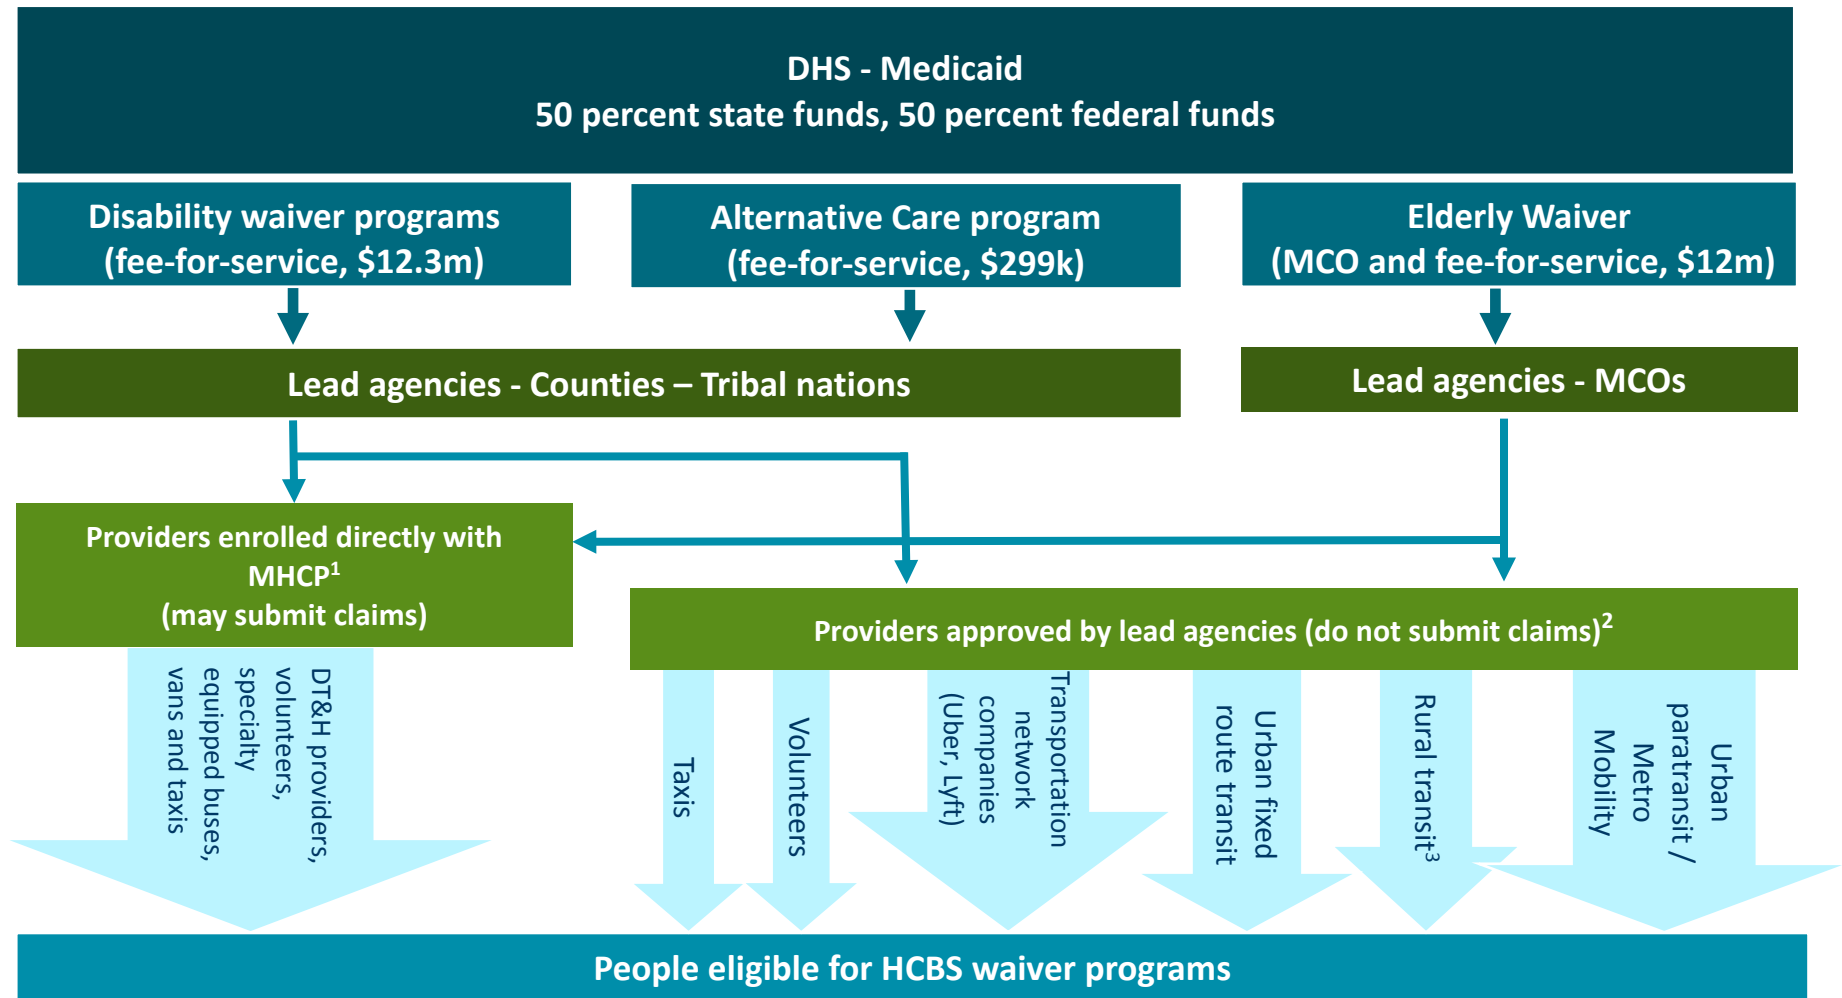 DHS - Medicaid
50 percent state funds, 50 percent federal funds
Disability waiver programs
(fee-for-service, $12.3m)
Alternative Care program
(fee-for-service, $299k)
Elderly Waiver
(MCO and fee-for-service, $12m)
Lead agencies - Counties – Tribal nations
Lead agencies - MCOs
Providers enrolled directly with
MHCP¹
(may submit claims)
Providers approved by lead agencies (do not submit claims)²
DT&H providers,
volunteers,
specialty
equipped buses,
vans and taxis
Taxis
Volunteers
Transportation
network
companies
(Uber, Lyft)
Urban fixed
route transit
Rural transit³
Urban
paratransit /
Metro
Mobility
People eligible for HCBS waiver programs